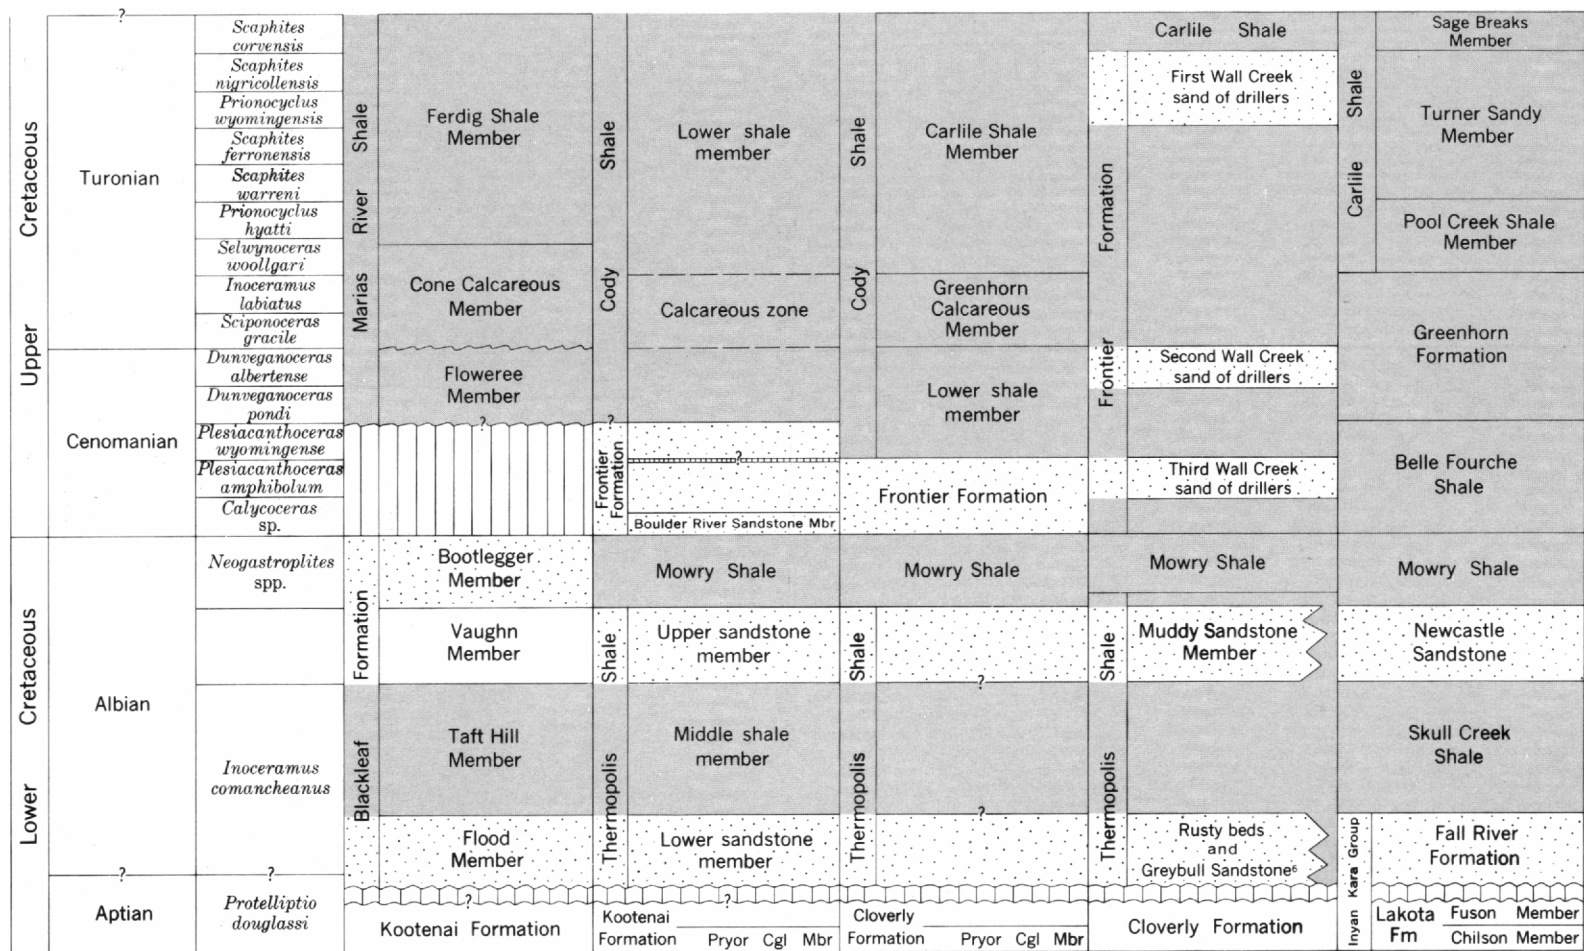 Upper Cretaceous
Lower Cretaceous
?
Turonian
Cenomanian
Albian
?
?
Aptian
Scaphites
corvensis
Scaphites
nigricollensis
Prionocyclus
wyomingensis
Scaphites
ferronensis
Scaphites
warreni
Prionocyclus
hyatti
Selwynoceras
woollgari
Inoceramus
labiatus
Sciponoceras
gracile
Dunveganoceras
albertense
Dunveganoceras
pondi
Plesiacanthoceras
wyomingense
Plesiacanthoceras
amphibolum
Calycoceras
sp.
Neogastroplites
spp.
Inoceramus
comancheanus
Protelliptio
douglassi
Marias River Shale
Ferdig Shale
Member
Cone Calcareous
Member
Floweree
Member
?
Blackleaf Formation
Bootlegger
Member
Vaughn
Member
Taft Hill
Member
Flood
Member
?
Kootenai Formation
Cody Shale
Lower shale
member
Calcareous zone
?
Frontier
Formation
?
Boulder River Sandstone Mbr
Mowry Shale
Thermopolis Shale
Upper sandstone
member
Middle shale
member
Lower sandstone
member
?
Kootenai
Formation
Pryor Cgl Mbr
Cody Shale
Carlile Shale
Member
Greenhorn
Calcareous
Member
Lower shale
member
Frontier Formation
Mowry Shale
Thermopolis Shale
?
?
Cloverly
Formation
Pryor Cgl Mbr
Carlile Shale
Frontier Formation
First Wall Creek
sand of drillers
Second Wall Creek
sand of drillers
Third Wall Creek
sand of drillers
Mowry Shale
Thermopolis Shale
Muddy Sandstone
Member
Rusty beds
and
Greybull Sandstone⁶
Cloverly Formation
Carlile Shale
Sage Breaks
Member
Turner Sandy
Member
Pool Creek Shale
Member
Greenhorn
Formation
Belle Fourche
Shale
Mowry Shale
Newcastle
Sandstone
Skull Creek
Shale
Inyan Kara Group
Fall River
Formation
Lakota
Fm
Fuson Member
Chilson Member